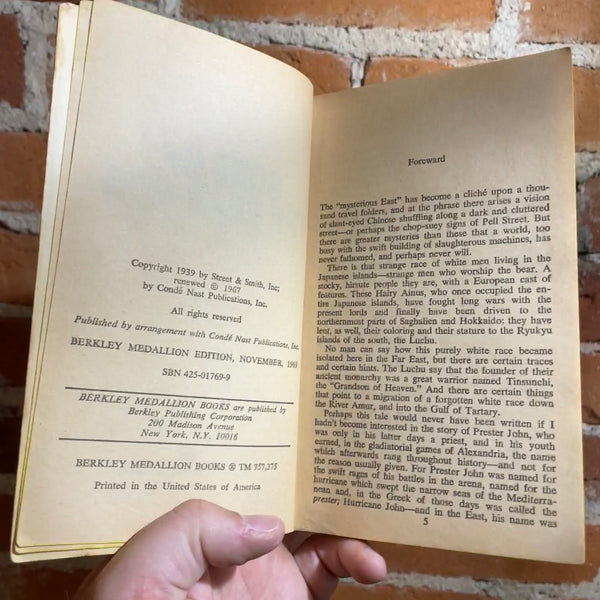 Copyright 1939 by Street & Smith, Inc;
renewed © 1967
by Condé Nast Publications, Inc.
All rights reserved
Published by arrangement with Condé Nast Publications, Inc.
BERKLEY MEDALLION EDITION, NOVEMBER, 1969
SBN 425-01769-9
BERKLEY MEDALLION BOOKS are published by
Berkley Publishing Corporation
200 Madison Avenue
New York, N.Y. 10016
BERKLEY MEDALLION BOOKS ® TM 757,375
Printed in the United States of America
Foreward
The "mysterious East" has become a cliché upon a thou-
sand travel folders, and at the phrase there arises a vision
of slant-eyed Chinese shuffling along a dark and cluttered
street—or perhaps the chop-suey signs of Pell Street. But
there are greater mysteries than these that a world, too
busy with the swift building of slaughterous machines, has
never fathomed, and perhaps never will.
There is that strange race of white men living in the
Japanese islands—strange men who worship the bear. A
stocky, hirsute people they are, with a European cast of
features. These Hairy Ainus, who once occupied the en-
tire Japanese islands, have fought long wars with the
present lords and finally have been driven to the
northernmost parts of Saghalien and Hokkaido: they have
lent, as well, their coloring and their stature to the Ryukyu
islands of the south, the Luchu.
No man can say how this purely white race became
isolated here in the Far East, but there are certain traces
and certain hints. The Luchu say that the founder of their
ancient monarchy was a great warrior named Tinsunchi,
the "Grandson of Heaven." And there are certain things
that point to a migration of a forgotten white race down
the River Amur, and into the Gulf of Tartary.
Perhaps this tale would never have been written if I
hadn't become interested in the story of Prester John, who
was only in his latter days a priest, and in his youth
earned, in the gladiatorial games of Alexandria, the name
which afterwards rang throughout history—and not for
the reason usually given. For Prester John was named for
the swift rages of his battles in the arena, named for the
hurricane which swept the narrow seas of the Mediterra-
nean and, in the Greek of those days was called the
prester; Hurricane John—and in the East, his name was
5